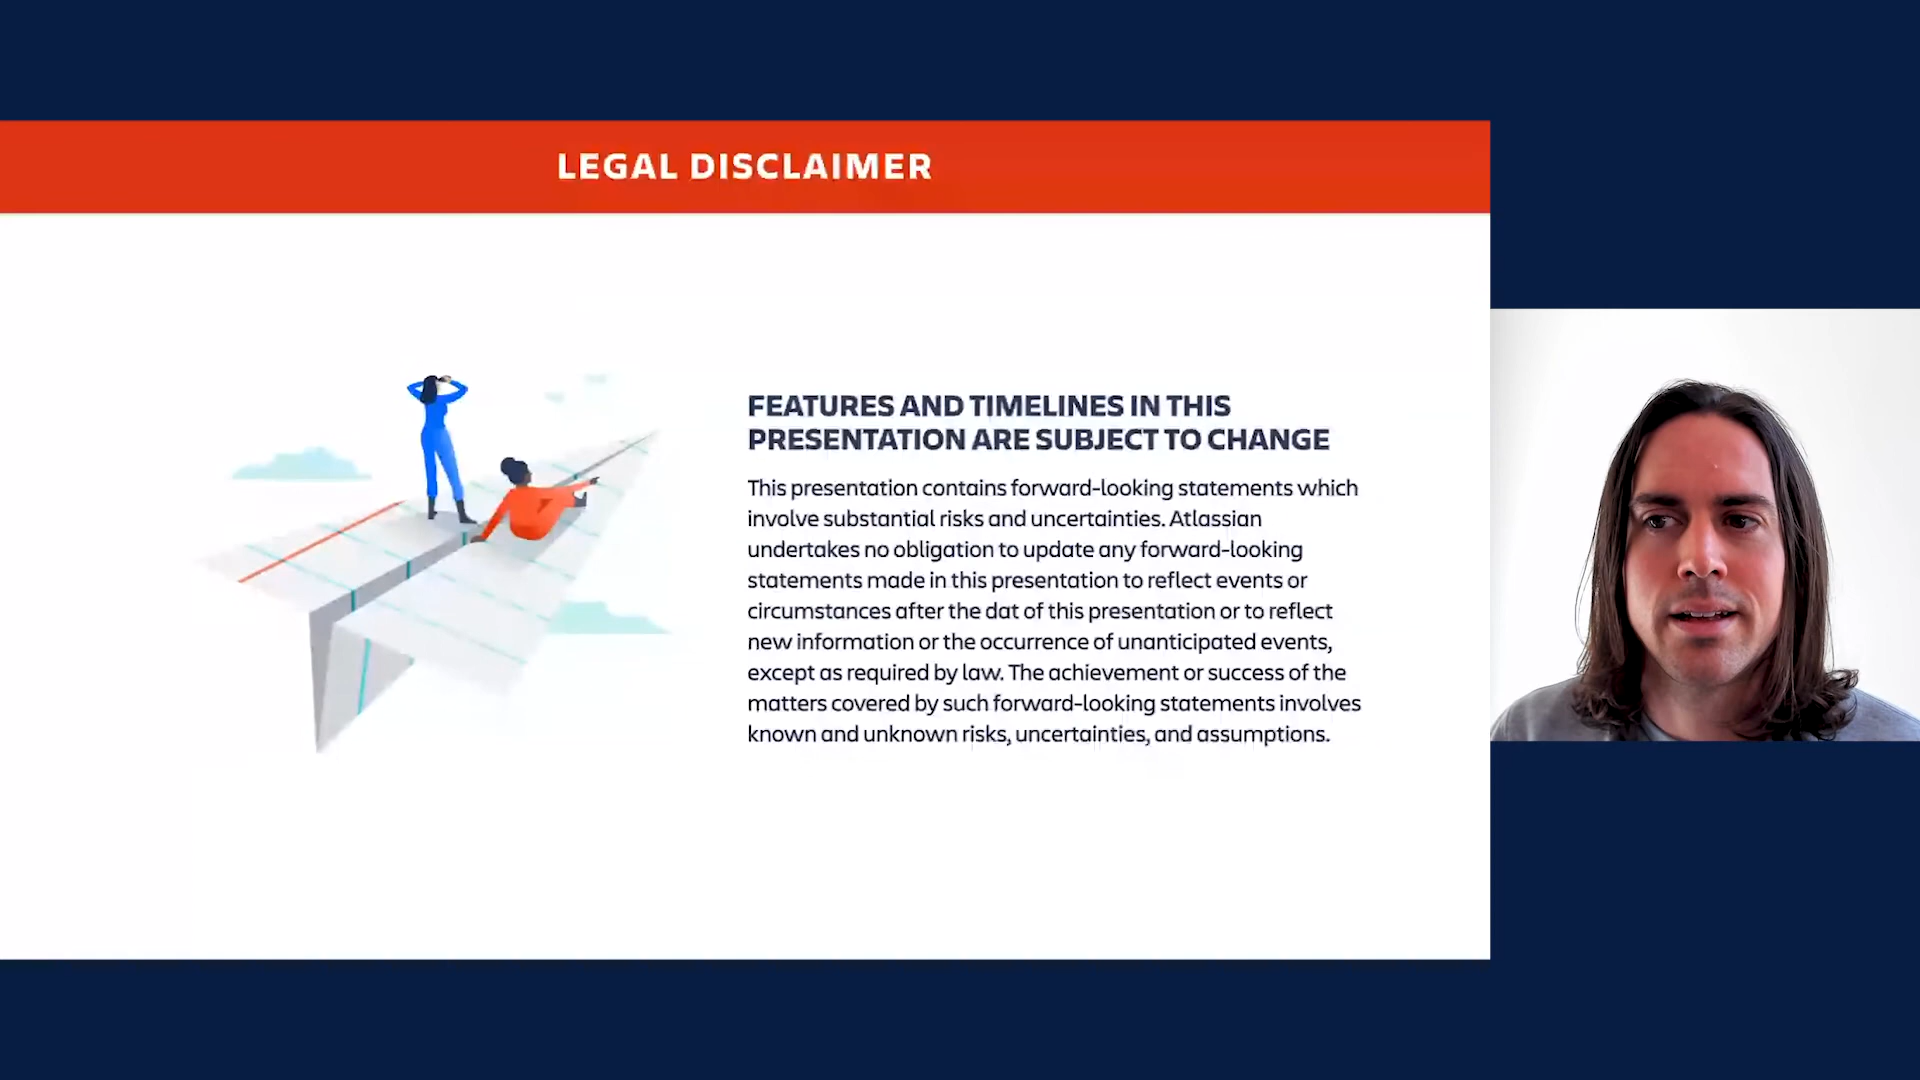 LEGAL DISCLAIMER
FEATURES AND TIMELINES IN THIS
PRESENTATION ARE SUBJECT TO CHANGE
This presentation contains forward-looking statements which
involve substantial risks and uncertainties. Atlassian
undertakes no obligation to update any forward-looking
statements made in this presentation to reflect events or
circumstances after the dat of this presentation or to reflect
new information or the occurrence of unanticipated events,
except as required by law. The achievement or success of the
matters covered by such forward-looking statements involves
known and unknown risks, uncertainties, and assumptions.